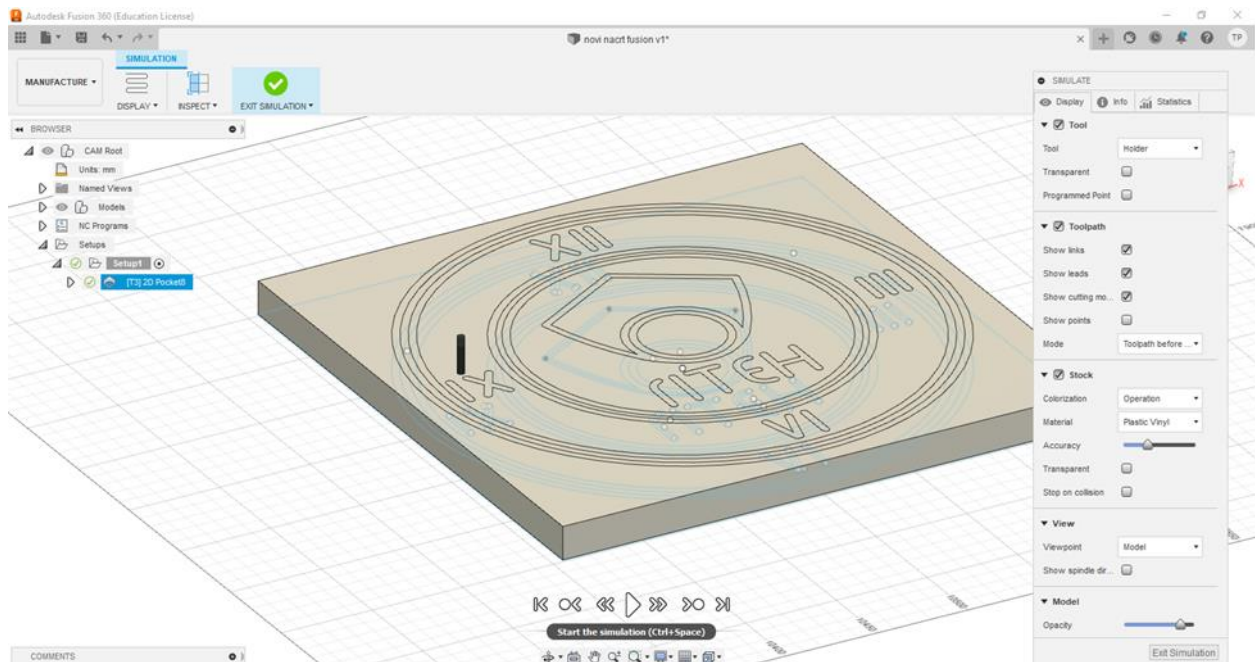 Autodesk Fusion 360 (Education License)
novi nacrt fusion v1*
TP
SIMULATION
MANUFACTURE
DISPLAY
INSPECT
EXIT SIMULATION
BROWSER
CAM Root
Units: mm
Named Views
Models
NC Programs
Setups
Setup1
[T3] 2D Pocket8
XII
III
VI
IX
RITEH
X
SIMULATE
Display
Info
Statistics
Tool
Tool
Holder
Transparent
Programmed Point
Toolpath
Show links
Show leads
Show cutting mo...
Show points
Mode
Toolpath before ...
Stock
Colorization
Operation
Material
Plastic Vinyl
Accuracy
Transparent
Stop on collision
View
Viewpoint
Model
Show spindle dir...
Model
Opacity
Exit Simulation
Start the simulation (Ctrl+Space)
COMMENTS